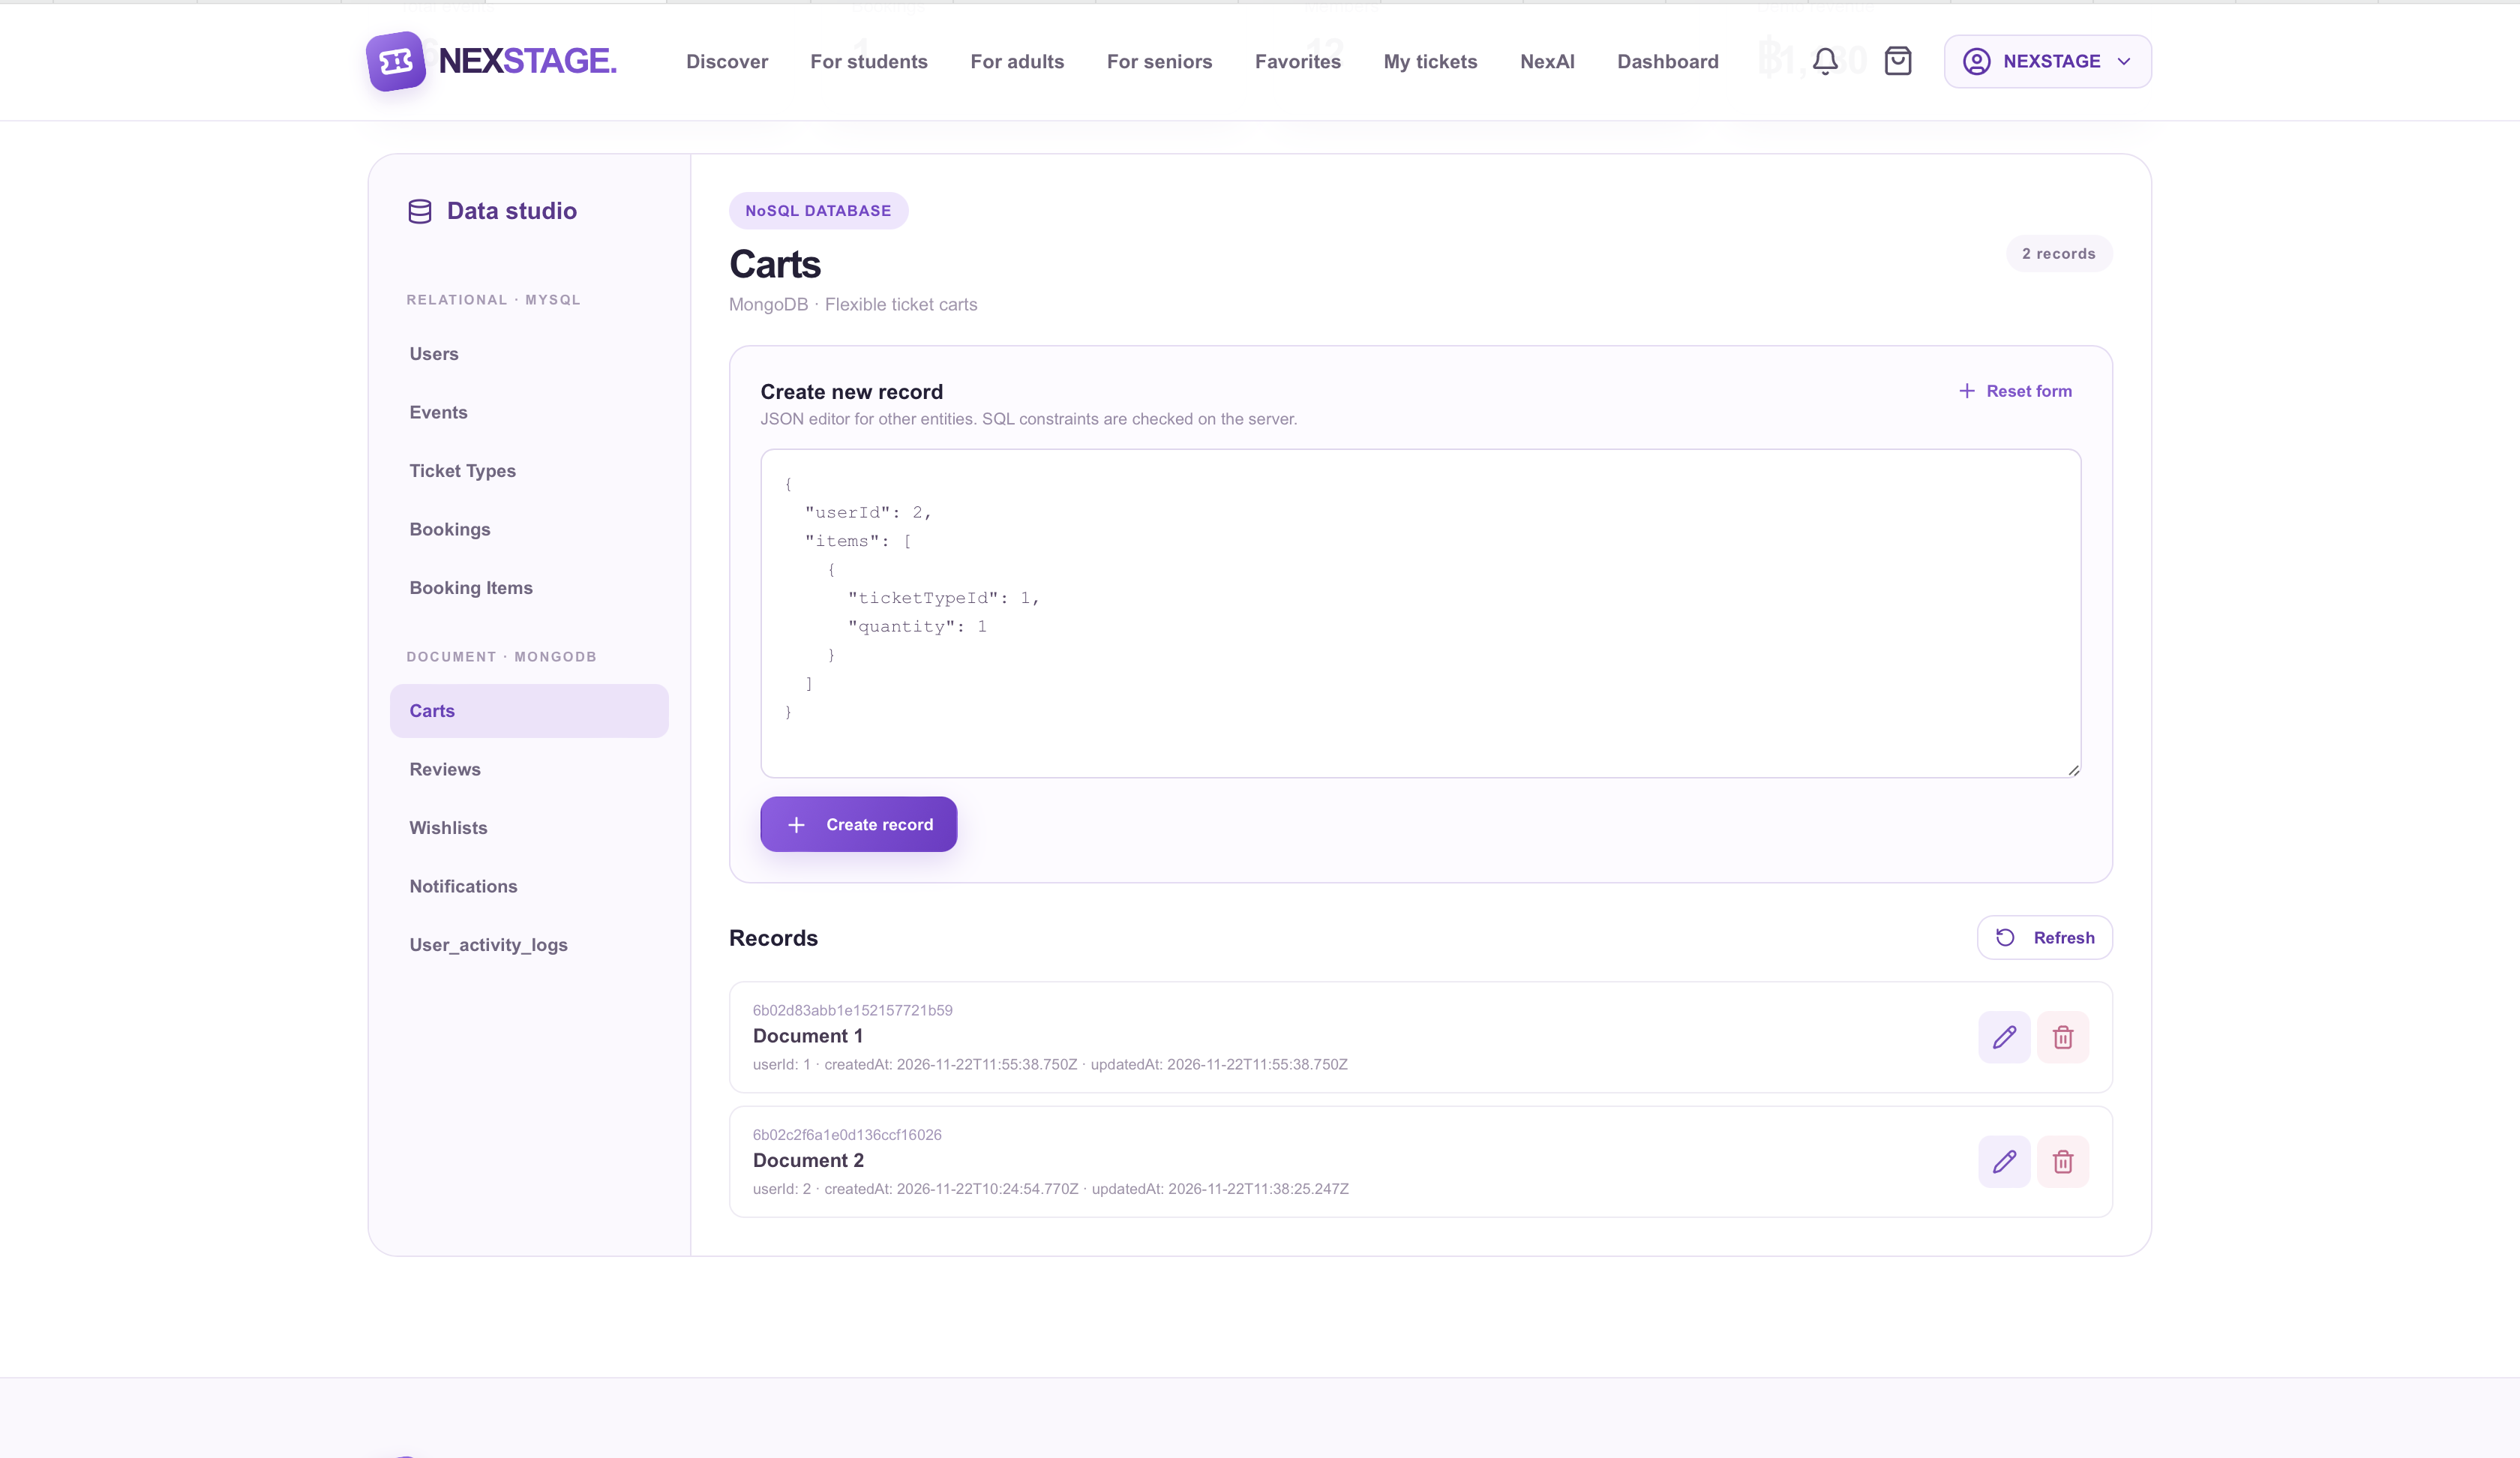 NEXSTAGE.
Discover
For students
For adults
For seniors
Favorites
My tickets
NexAI
Dashboard
NEXSTAGE
Data studio
RELATIONAL · MYSQL
Users
Events
Ticket Types
Bookings
Booking Items
DOCUMENT · MONGODB
Carts
Reviews
Wishlists
Notifications
User_activity_logs
NoSQL DATABASE
Carts
2 records
MongoDB · Flexible ticket carts
Create new record
Reset form
JSON editor for other entities. SQL constraints are checked on the server.
{
"userId": 2,
"items": [
{
"ticketTypeId": 1,
"quantity": 1
}
]
}
Create record
Records
Refresh
6b02d83abb1e152157721b59
Document 1
userId: 1 · createdAt: 2026-11-22T11:55:38.750Z · updatedAt: 2026-11-22T11:55:38.750Z
6b02c2f6a1e0d136ccf16026
Document 2
userId: 2 · createdAt: 2026-11-22T10:24:54.770Z · updatedAt: 2026-11-22T11:38:25.247Z